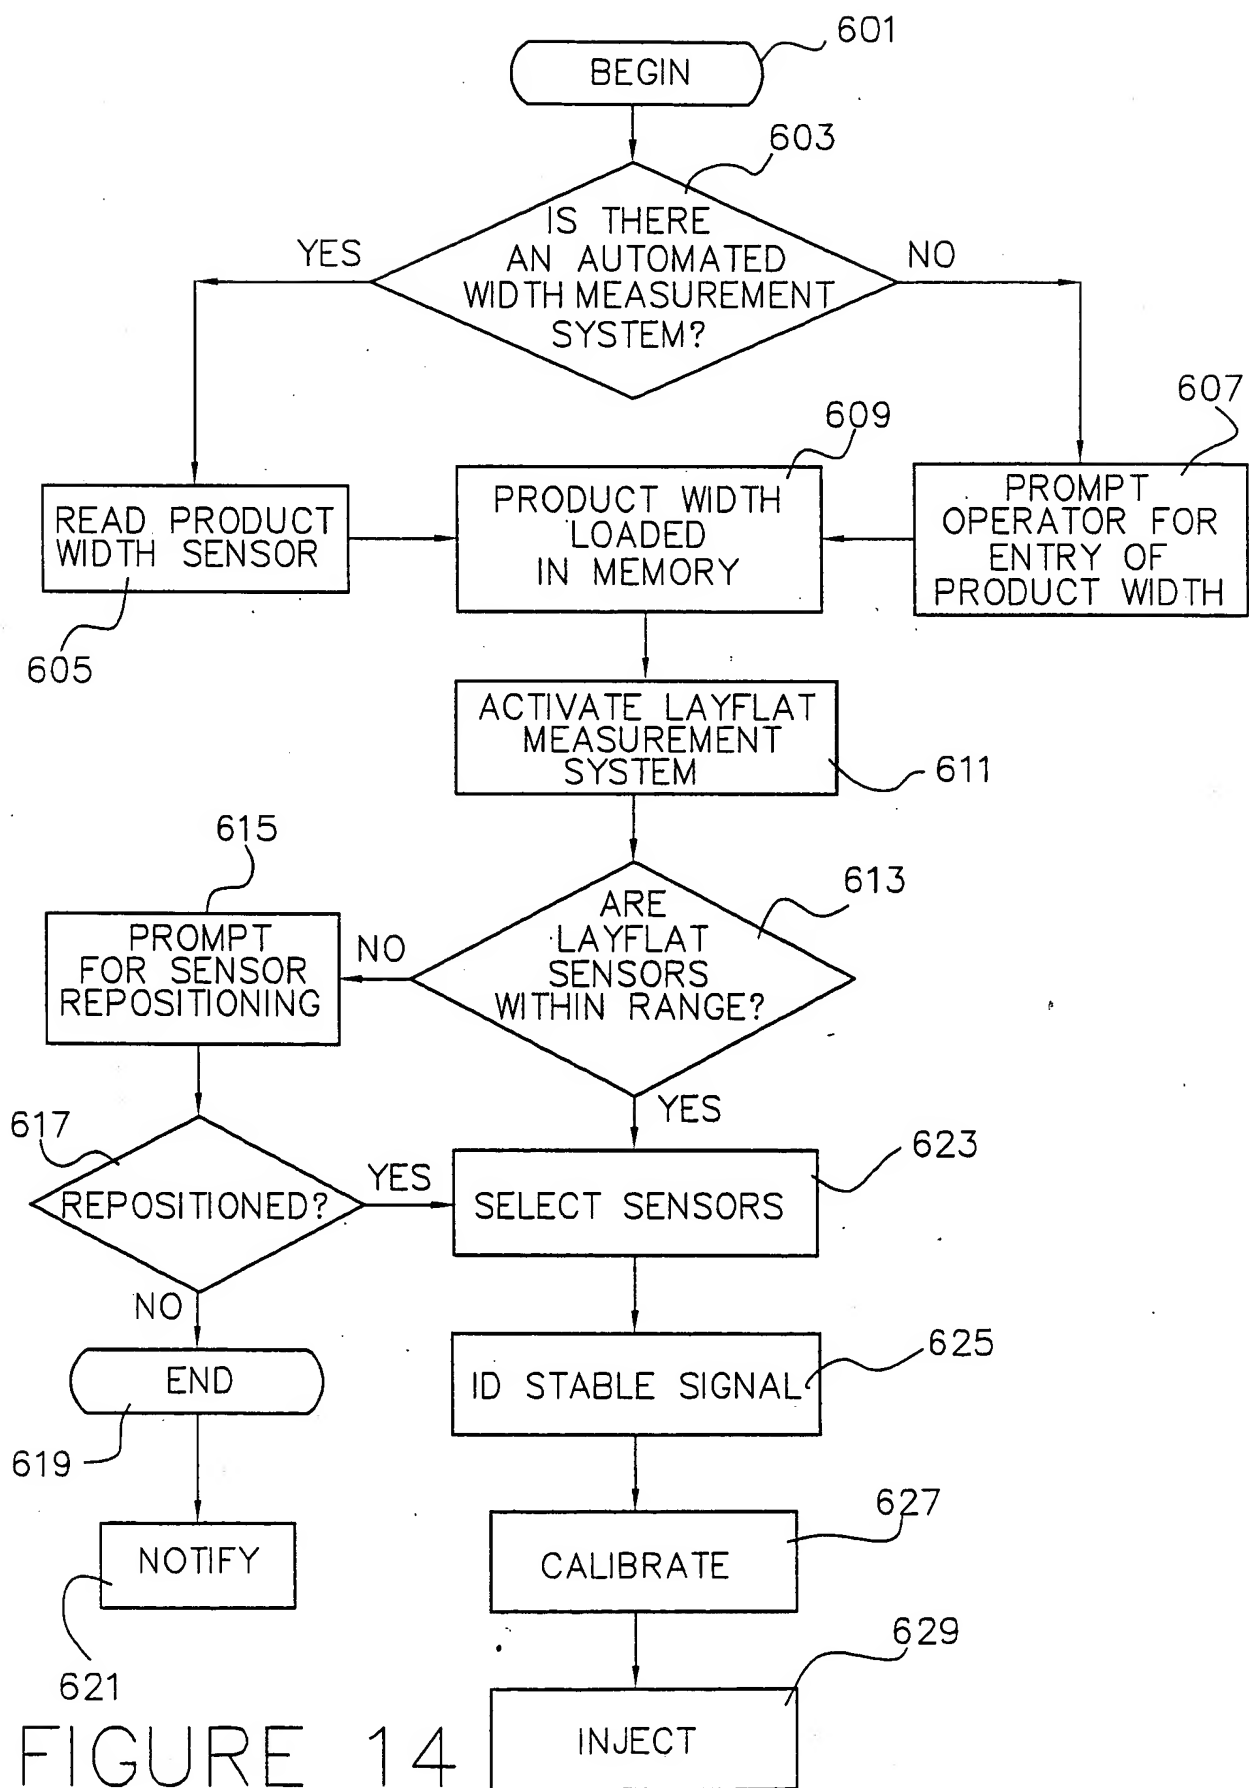 601
BEGIN
603
IS THERE
AN AUTOMATED
WIDTH MEASUREMENT
SYSTEM?
YES
NO
607
609
READ PRODUCT
WIDTH SENSOR
605
PRODUCT WIDTH
LOADED
IN MEMORY
PROMPT
OPERATOR FOR
ENTRY OF
PRODUCT WIDTH
ACTIVATE LAYFLAT
MEASUREMENT
SYSTEM
611
615
613
PROMPT
FOR SENSOR
REPOSITIONING
NO
ARE
LAYFLAT
SENSORS
WITHIN RANGE?
YES
617
REPOSITIONED?
YES
623
SELECT SENSORS
NO
END
619
625
ID STABLE SIGNAL
627
NOTIFY
621
CALIBRATE
629
INJECT
FIGURE 14